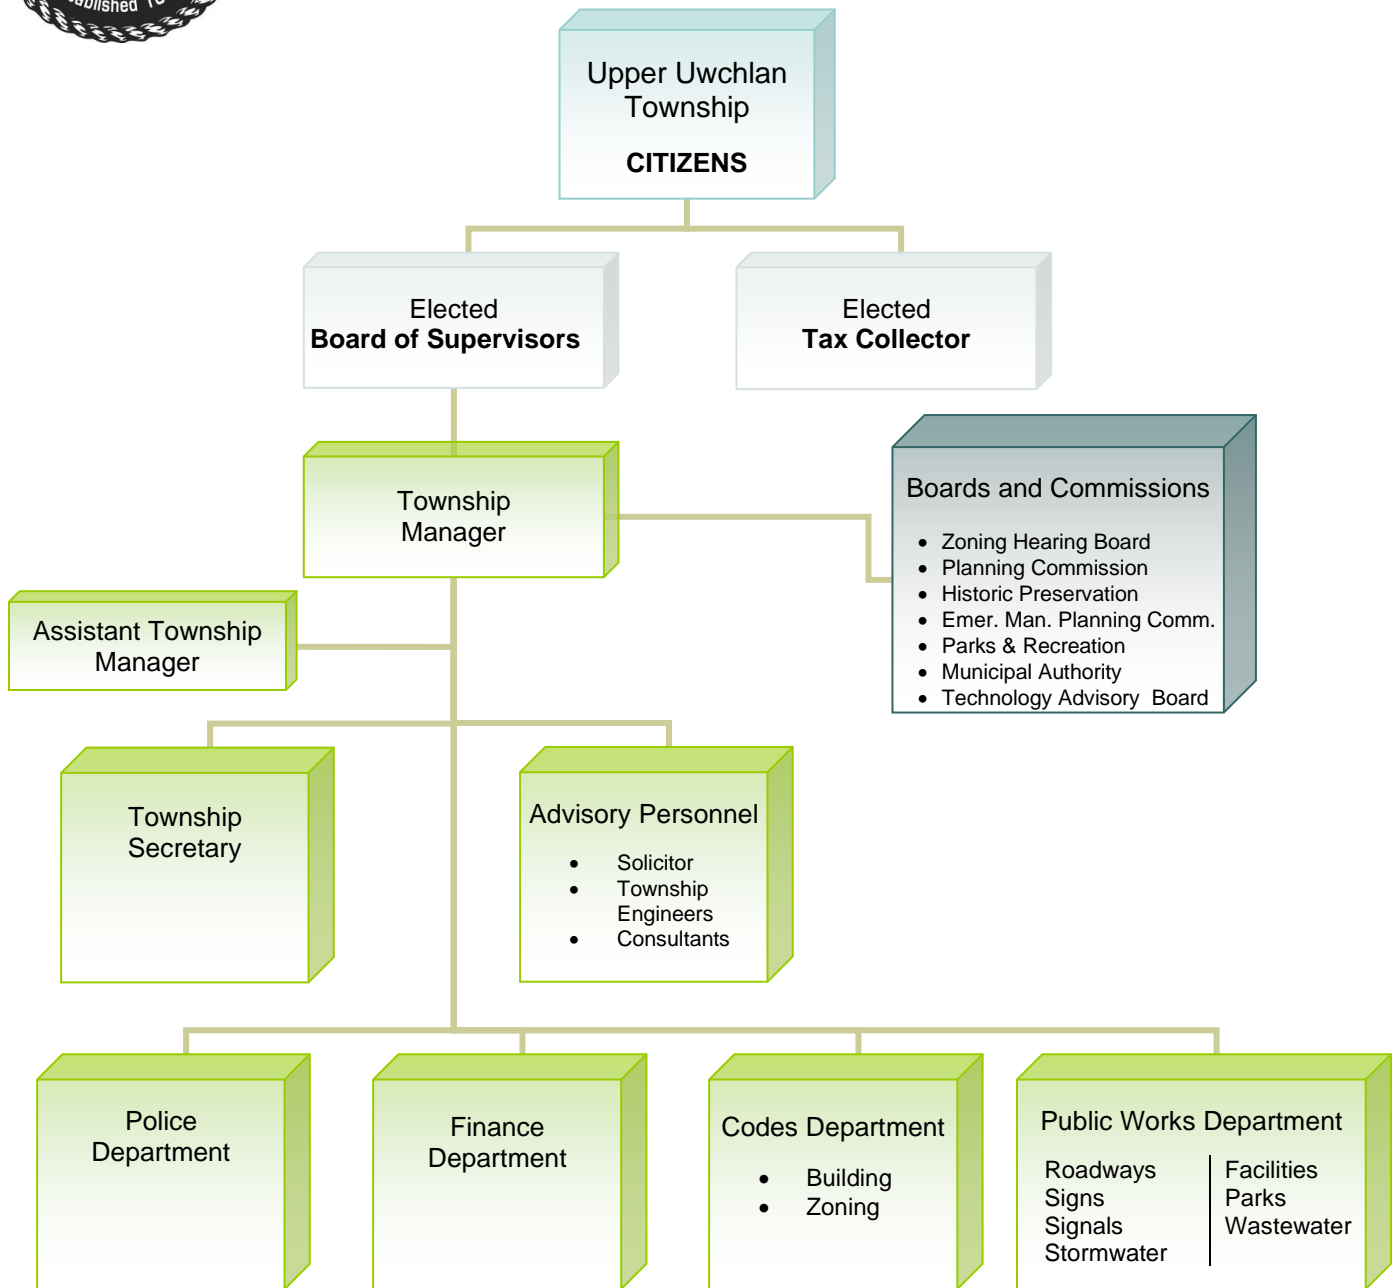 Established
Upper Uwchlan
Township
CITIZENS
Elected
Board of Supervisors
Elected
Tax Collector
Township
Manager
Boards and Commissions
• Zoning Hearing Board
• Planning Commission
• Historic Preservation
• Emer. Man. Planning Comm.
• Parks & Recreation
• Municipal Authority
• Technology Advisory Board
Assistant Township
Manager
Township
Secretary
Advisory Personnel
• Solicitor
• Township
Engineers
• Consultants
Police
Department
Finance
Department
Codes Department
• Building
• Zoning
Public Works Department
Roadways
Signs
Signals
Stormwater
Facilities
Parks
Wastewater